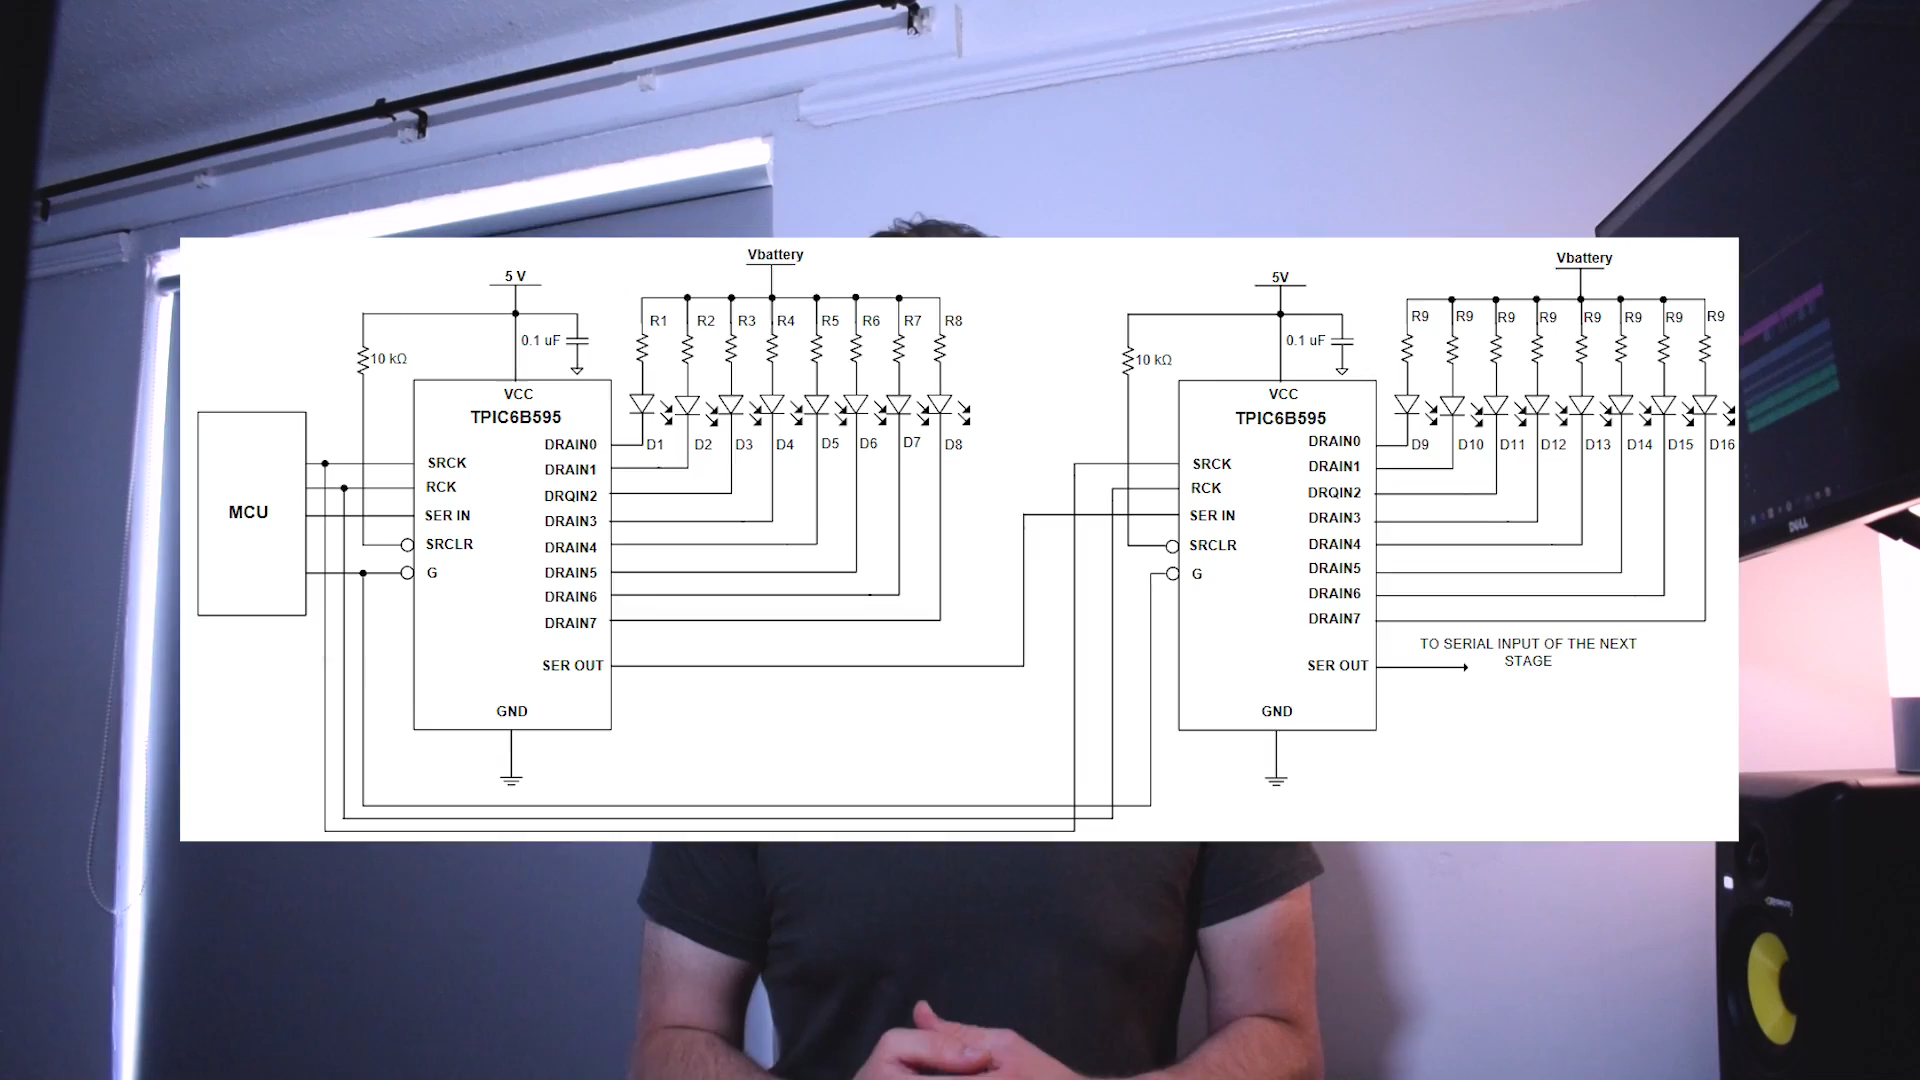 Vbattery
5 V
R1 R2 R3 R4 R5 R6 R7 R8
0.1 uF
10 kΩ
VCC
TPIC6B595
MCU
SRCK
RCK
SER IN
SRCLR
G
DRAIN0
DRAIN1
DRQIN2
DRAIN3
DRAIN4
DRAIN5
DRAIN6
DRAIN7
SER OUT
GND
D1 D2 D3 D4 D5 D6 D7 D8
Vbattery
5V
R9 R9 R9 R9 R9 R9 R9 R9
0.1 uF
10 kΩ
VCC
TPIC6B595
SRCK
RCK
SER IN
SRCLR
G
DRAIN0
DRAIN1
DRQIN2
DRAIN3
DRAIN4
DRAIN5
DRAIN6
DRAIN7
SER OUT
GND
D9 D10 D11 D12 D13 D14 D15 D16
TO SERIAL INPUT OF THE NEXT
STAGE
DELL